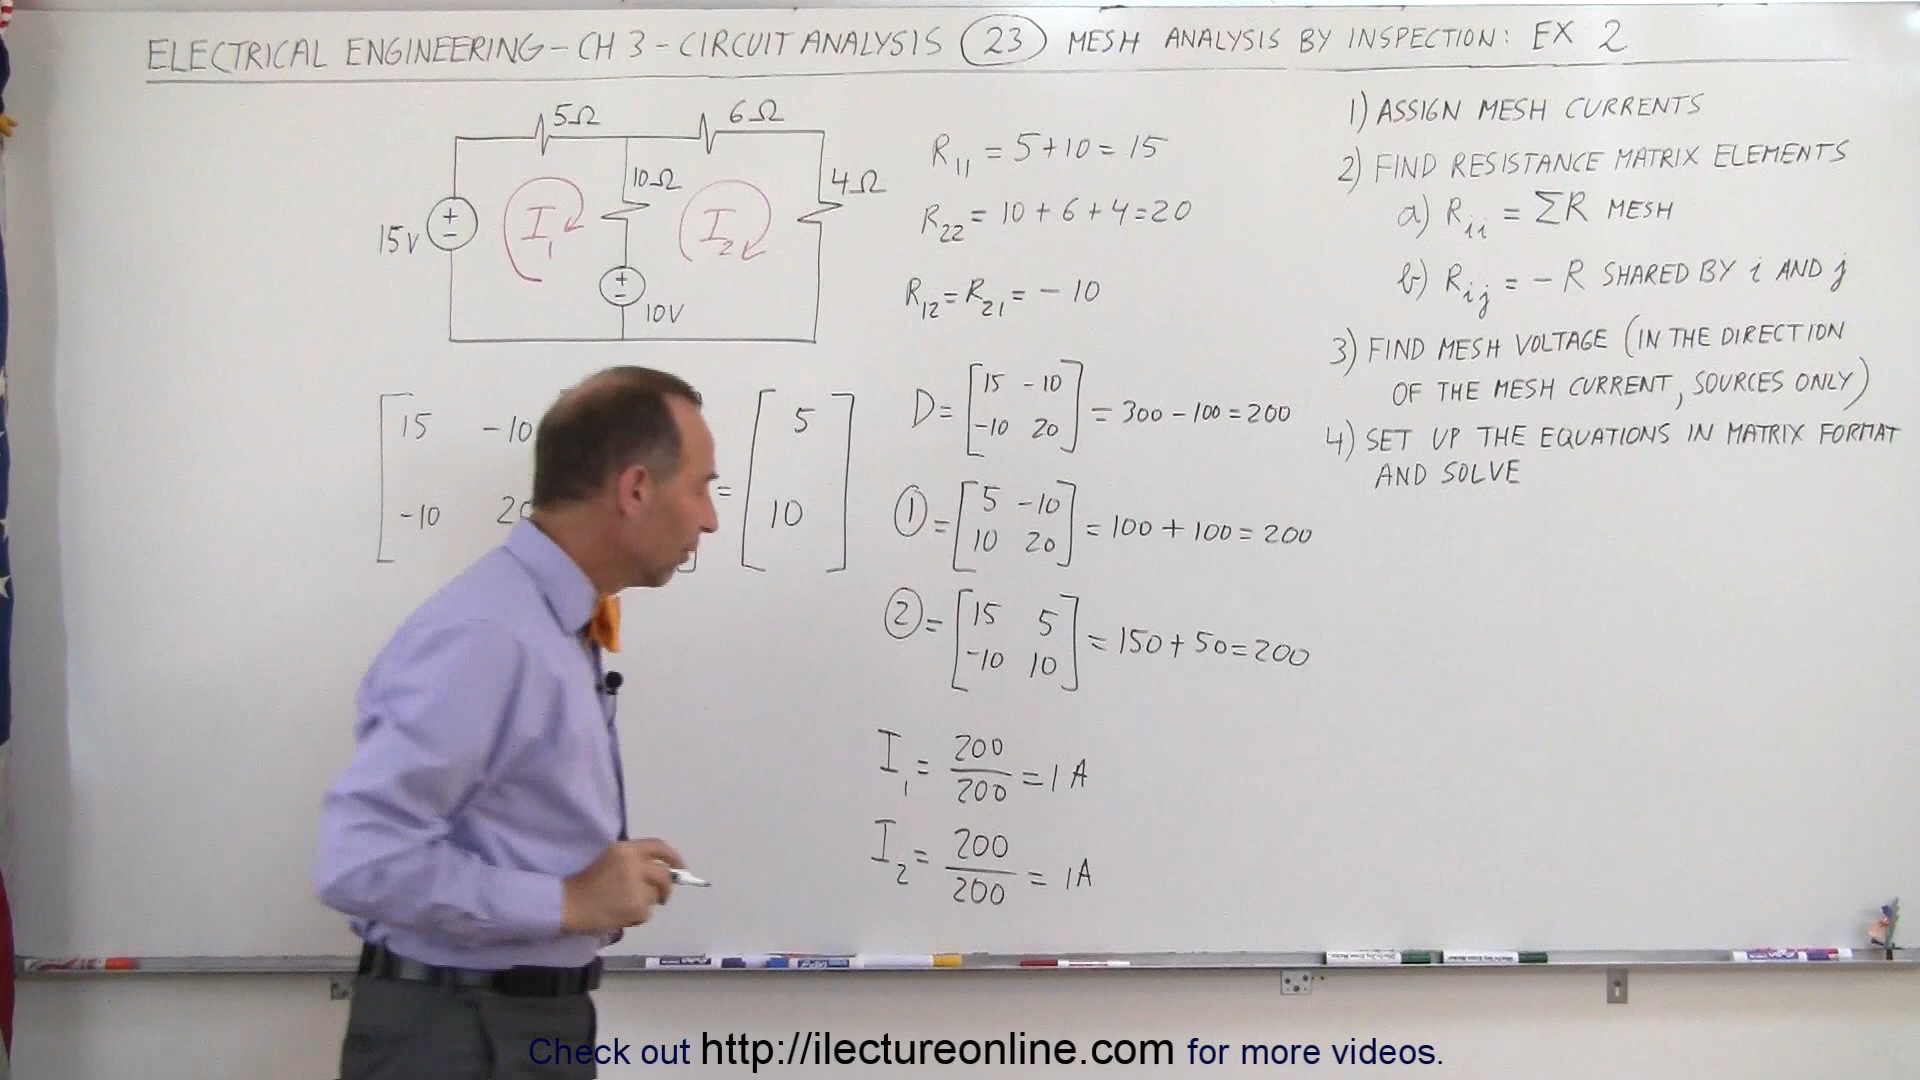 ELECTRICAL ENGINEERING - CH 3 - CIRCUIT ANALYSIS 23 MESH ANALYSIS BY INSPECTION: EX 2
5Ω 6Ω
10Ω 4Ω
15V + - I₁ I₂
+ -
10V
R₁₁ = 5+10 = 15
R₂₂ = 10 + 6 + 4 = 20
R₁₂ = R₂₁ = -10
1) ASSIGN MESH CURRENTS
2) FIND RESISTANCE MATRIX ELEMENTS
a) Rᵢᵢ = ΣR MESH
b) Rᵢⱼ = -R SHARED BY i AND j
3) FIND MESH VOLTAGE (IN THE DIRECTION
OF THE MESH CURRENT, SOURCES ONLY)
4) SET UP THE EQUATIONS IN MATRIX FORMAT
AND SOLVE
15 -10 5
-10 20 = 10
D = [15 -10
-10 20] = 300 - 100 = 200
① = [5 -10
10 20] = 100 + 100 = 200
② = [15 5
-10 10] = 150 + 50 = 200
I₁ = 200/200 = 1 A
I₂ = 200/200 = 1A
Check out http://ilectureonline.com for more videos.